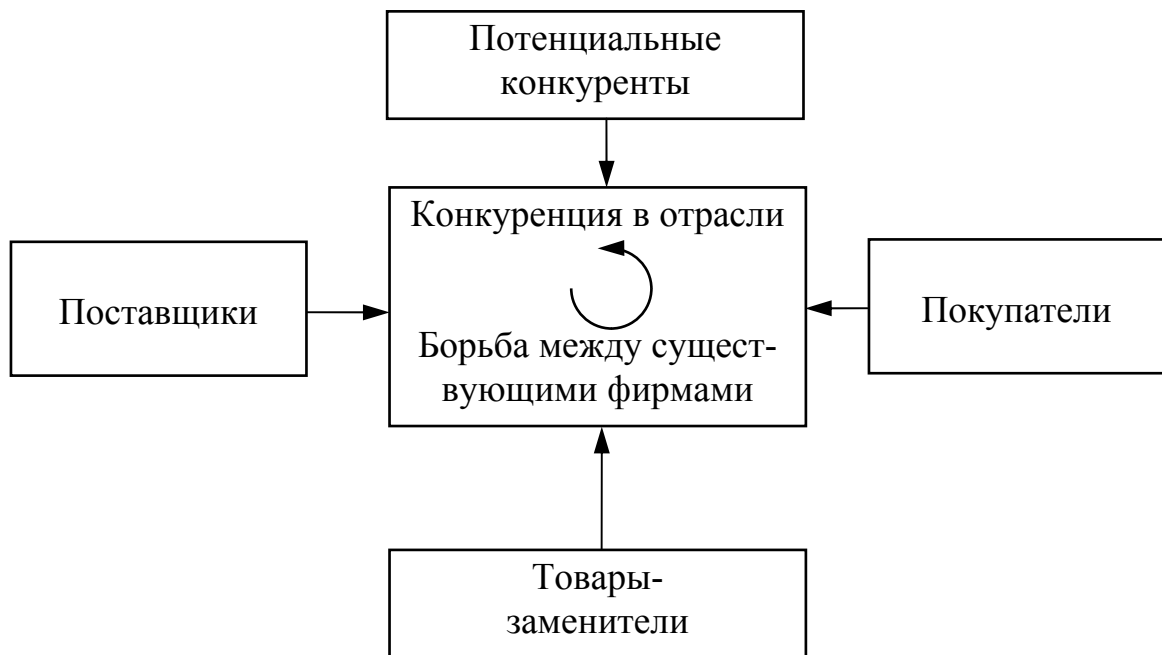 Потенциальные
конкуренты
Конкуренция в отрасли
Поставщики
Покупатели
Борьба между сущест-
вующими фирмами
Товары-
заменители